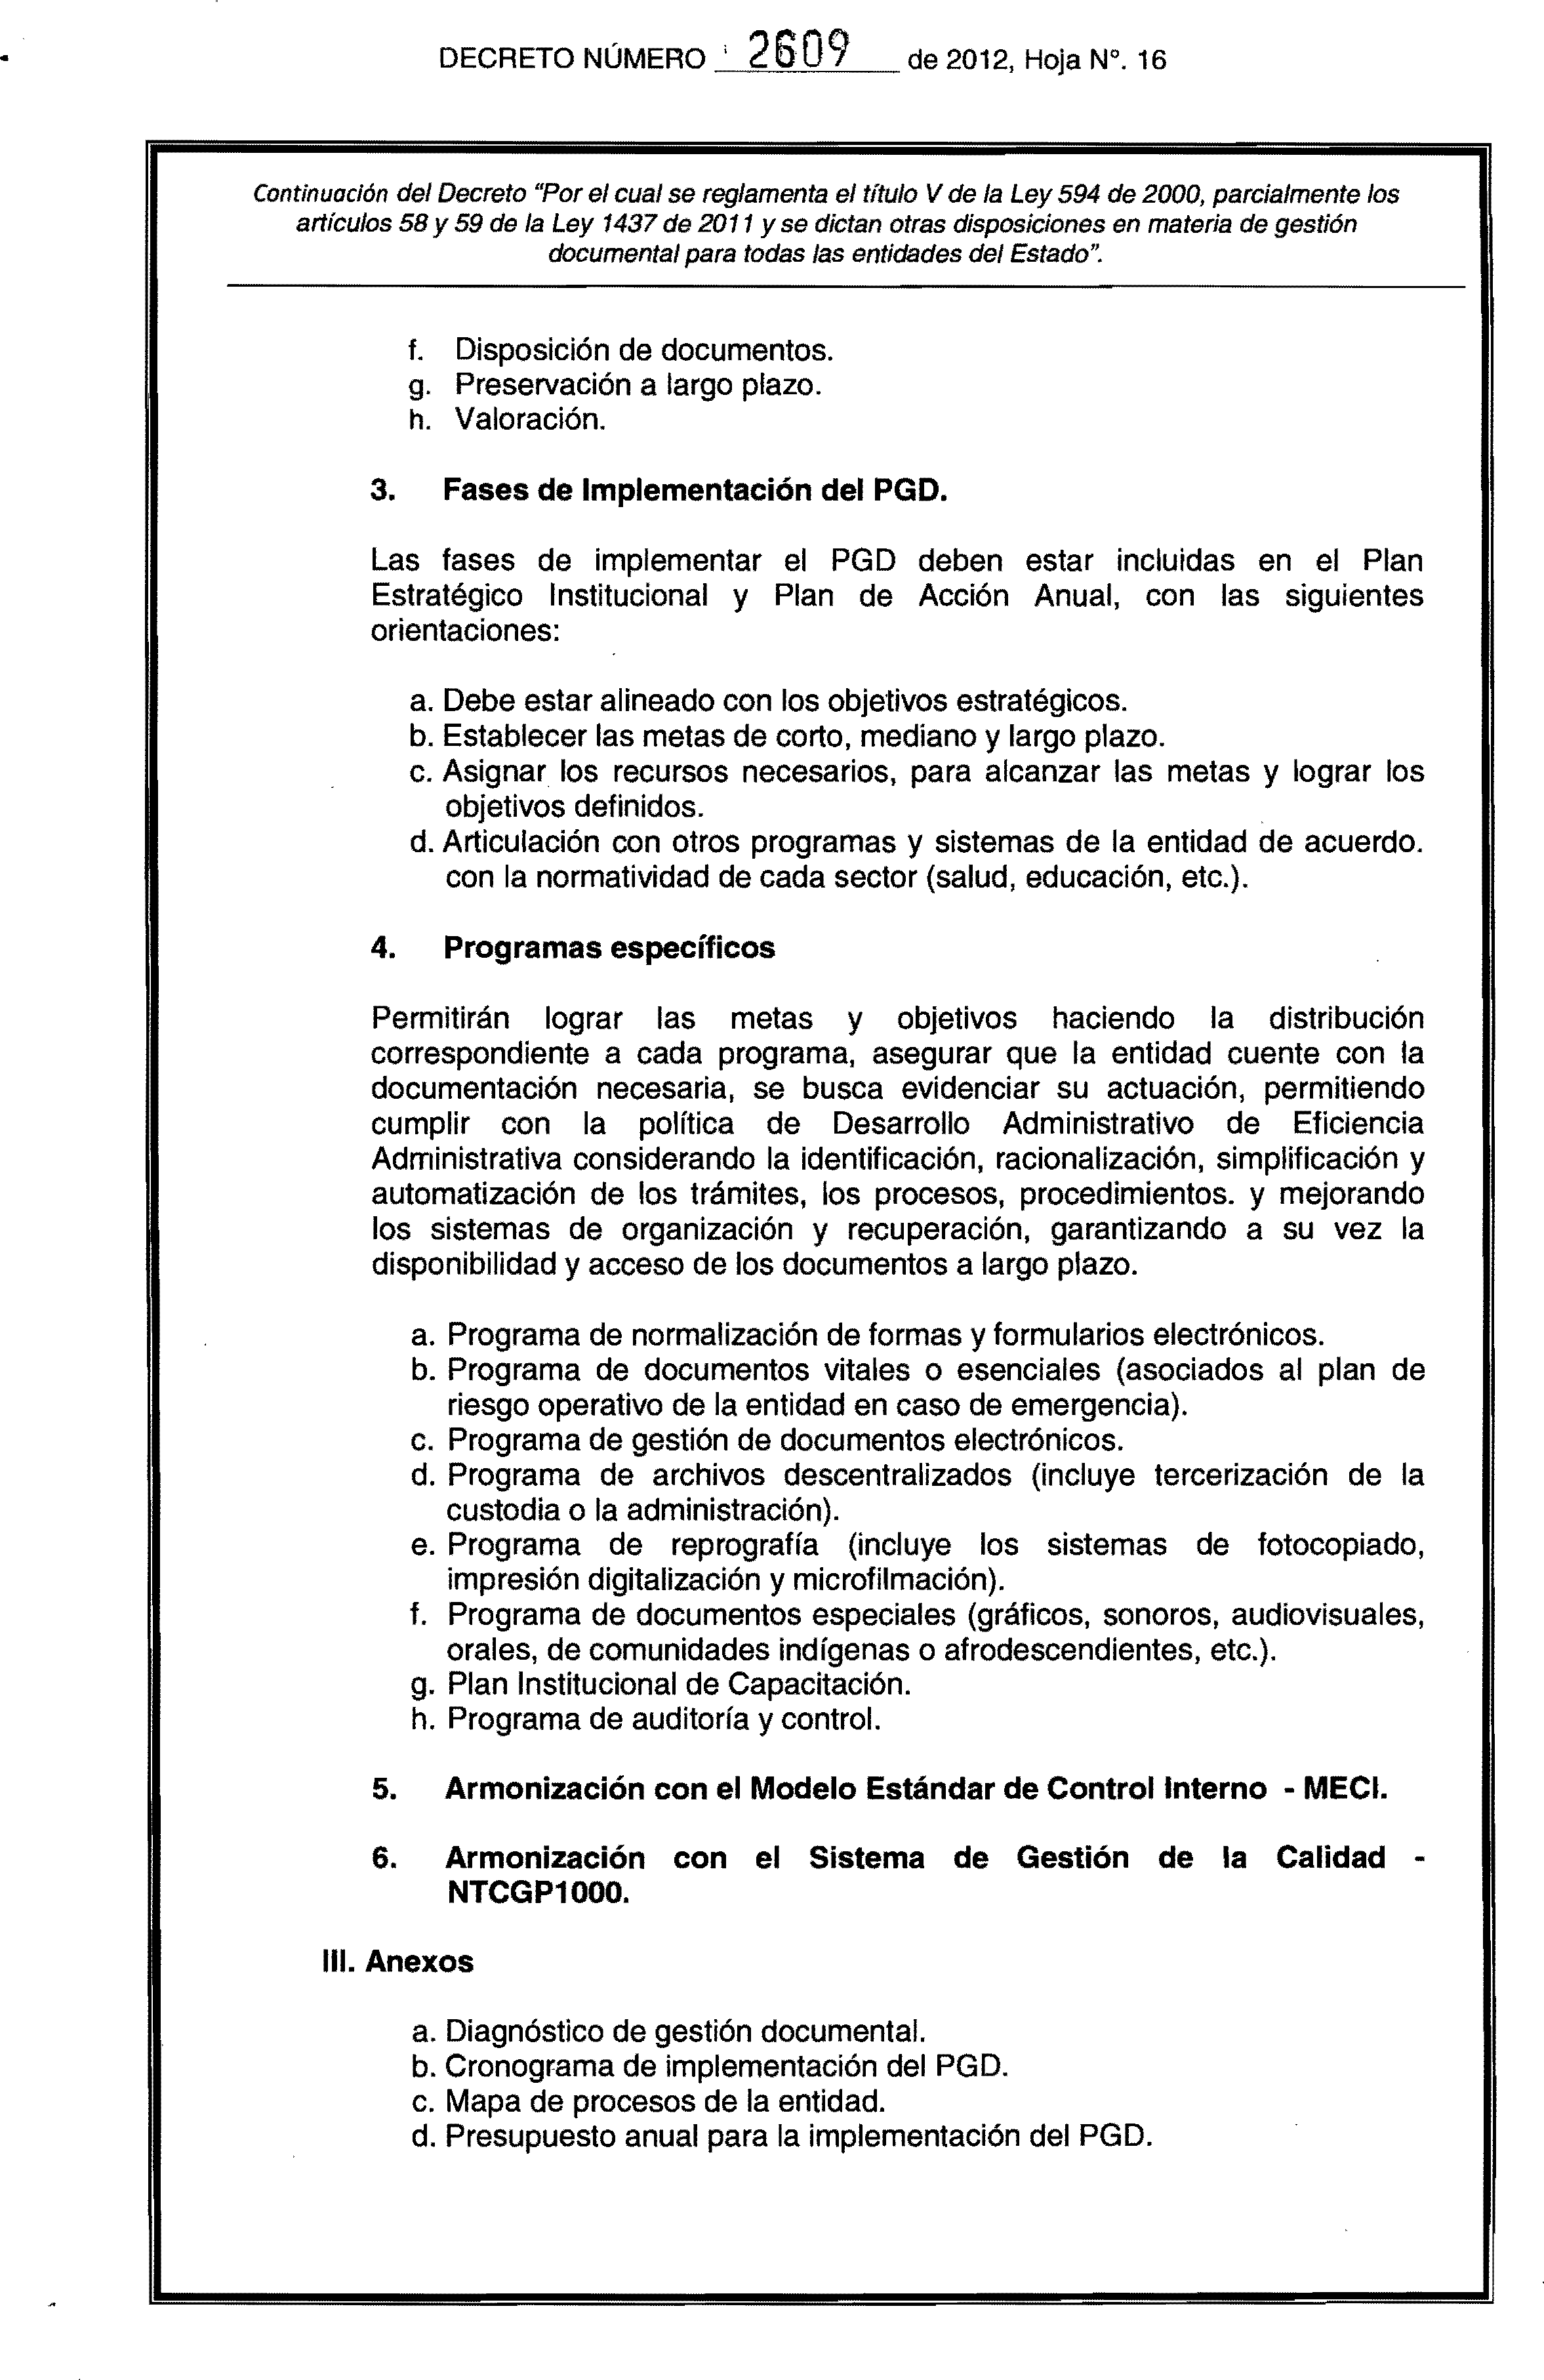 DECRETO NÚMERO 2609 de 2012, Hoja Nº. 16
Continuación del Decreto "Por el cual se reglamenta el título V de la Ley 594 de 2000, parcialmente los
artículos 58 y 59 de la Ley 1437 de 2011 y se dictan otras disposiciones en materia de gestión
documental para todas las entidades del Estado".
f. Disposición de documentos.
g. Preservación a largo plazo.
h. Valoración.
3. Fases de Implementación del PGD.
Las fases de implementar el PGD deben estar incluidas en el Plan
Estratégico Institucional y Plan de Acción Anual, con las siguientes
orientaciones:
a. Debe estar alineado con los objetivos estratégicos.
b. Establecer las metas de corto, mediano y largo plazo.
c. Asignar los recursos necesarios, para alcanzar las metas y lograr los
objetivos definidos.
d. Articulación con otros programas y sistemas de la entidad de acuerdo.
con la normatividad de cada sector (salud, educación, etc.).
4. Programas específicos
Permitirán lograr las metas y objetivos haciendo la distribución
correspondiente a cada programa, asegurar que la entidad cuente con la
documentación necesaria, se busca evidenciar su actuación, permitiendo
cumplir con la política de Desarrollo Administrativo de Eficiencia
Administrativa considerando la identificación, racionalización, simplificación y
automatización de los trámites, los procesos, procedimientos. y mejorando
los sistemas de organización y recuperación, garantizando a su vez la
disponibilidad y acceso de los documentos a largo plazo.
a. Programa de normalización de formas y formularios electrónicos.
b. Programa de documentos vitales o esenciales (asociados al plan de
riesgo operativo de la entidad en caso de emergencia).
c. Programa de gestión de documentos electrónicos.
d. Programa de archivos descentralizados (incluye tercerización de la
custodia o la administración).
e. Programa de reprografía (incluye los sistemas de fotocopiado,
impresión digitalización y microfilmación).
f. Programa de documentos especiales (gráficos, sonoros, audiovisuales,
orales, de comunidades indígenas o afrodescendientes, etc.).
g. Plan Institucional de Capacitación.
h. Programa de auditoría y control.
5. Armonización con el Modelo Estándar de Control Interno - MECI.
6. Armonización con el Sistema de Gestión de la Calidad -
NTCGP1000.
III. Anexos
a. Diagnóstico de gestión documental.
b. Cronograma de implementación del PGD.
c. Mapa de procesos de la entidad.
d. Presupuesto anual para la implementación del PGD.